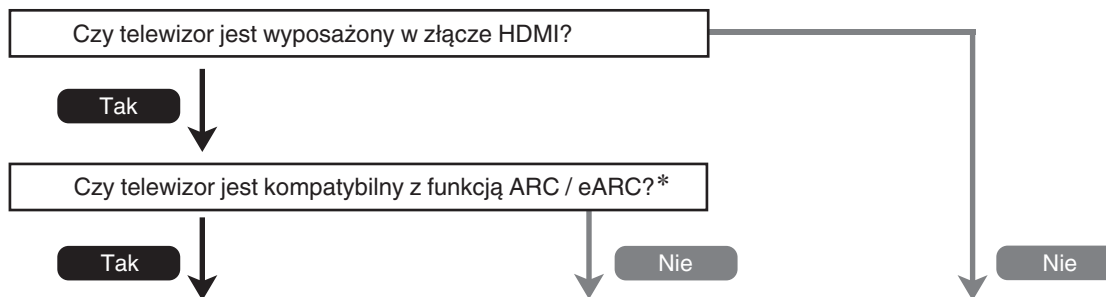 Czy telewizor jest wyposażony w złącze HDMI?
Tak
Czy telewizor jest kompatybilny z funkcją ARC / eARC?*
Tak
Nie
Nie